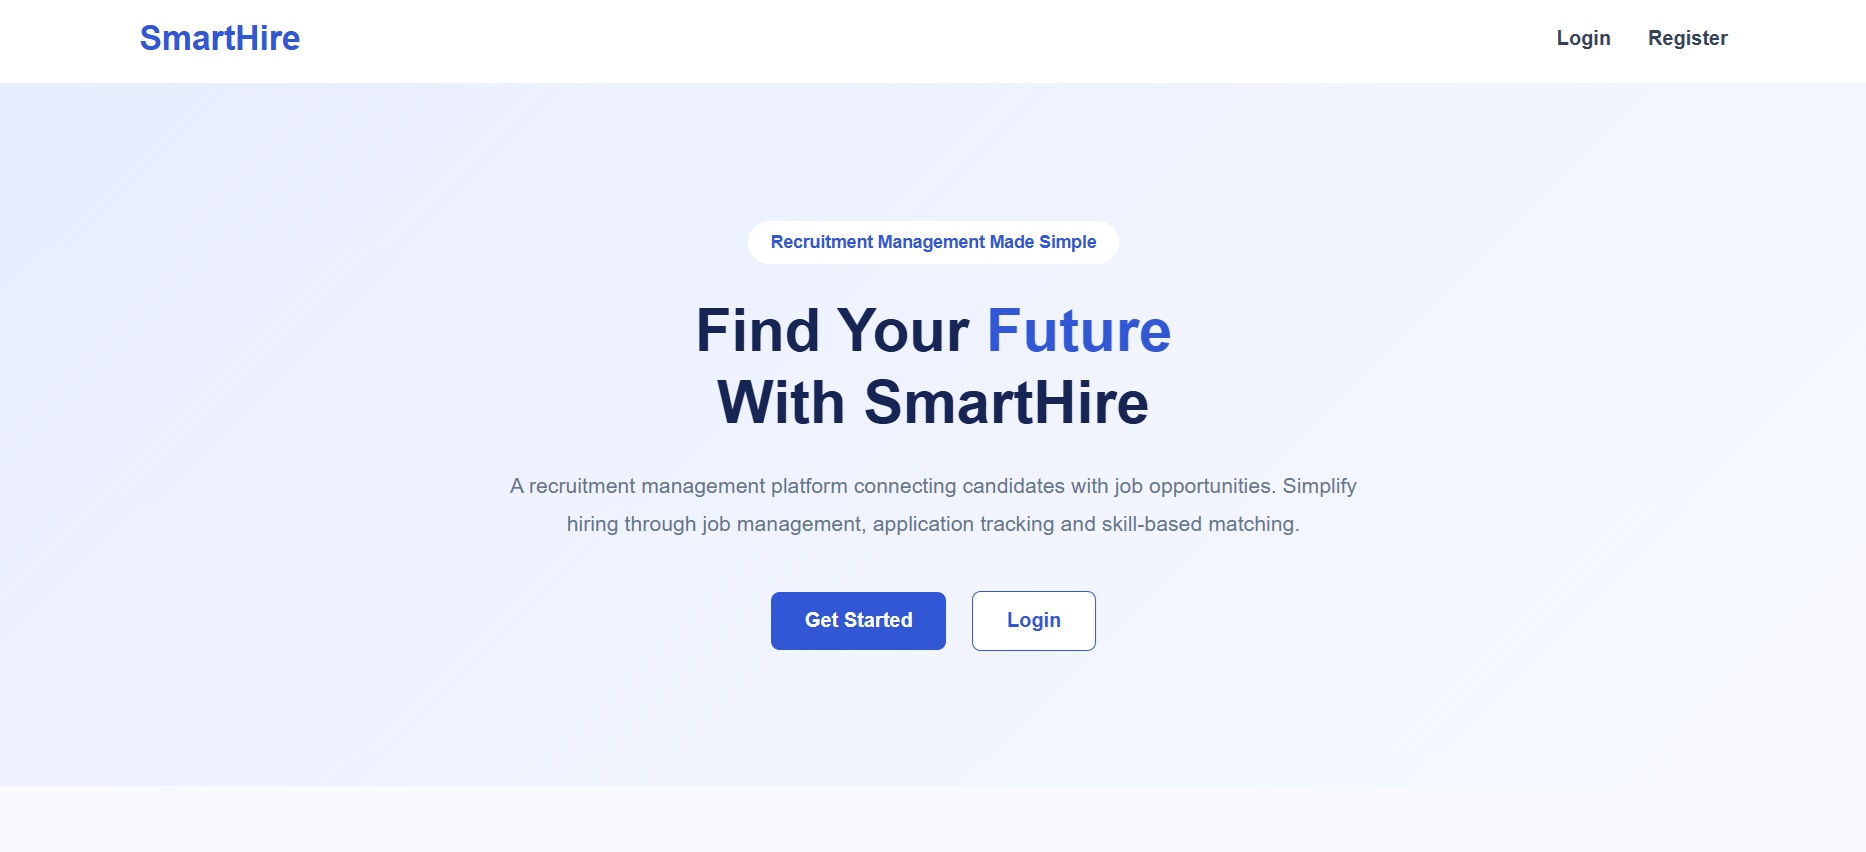 SmartHire
Login
Register
Recruitment Management Made Simple
Find Your Future
With SmartHire
A recruitment management platform connecting candidates with job opportunities. Simplify
hiring through job management, application tracking and skill-based matching.
Get Started
Login